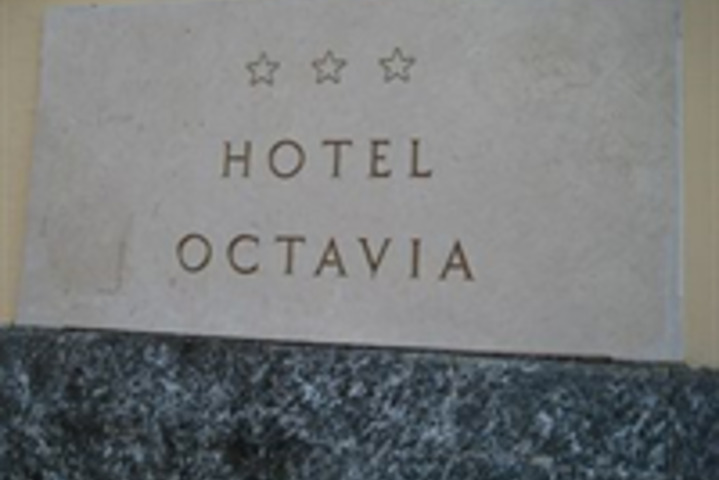 ☆ ☆ ☆
HOTEL
OCTAVIA